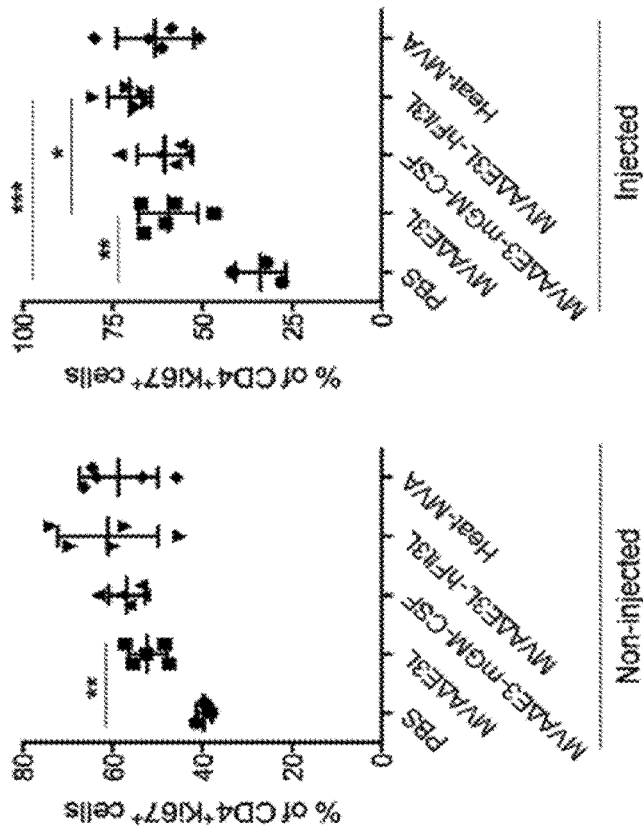 % of CD4⁺Ki67⁺ cells
80
60
40
20
0
**
PBS
MVAΔE3L
MVAΔE3-mGM-CSF
MVAΔE3L-hFlt3L
Heat-MVA
Non-injected
% of CD4⁺Ki67⁺ cells
100
75
50
25
0
***
*
**
PBS
MVAΔE3L
MVAΔE3-mGM-CSF
MVAΔE3L-hFlt3L
Heat-MVA
Injected